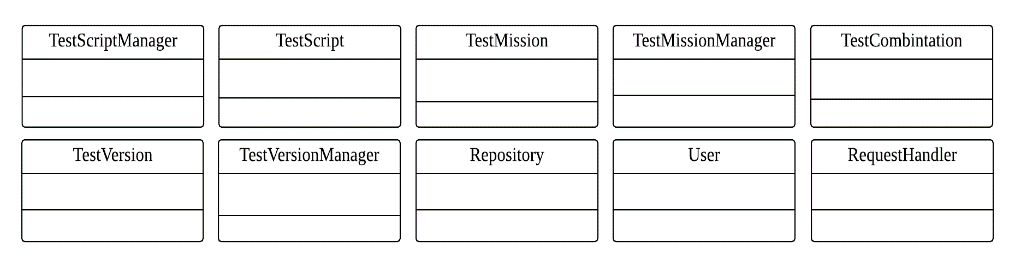 TestScriptManager
TestScript
TestMission
TestMissionManager
TestCombintation
TestVersion
TestVersionManager
Repository
User
RequestHandler